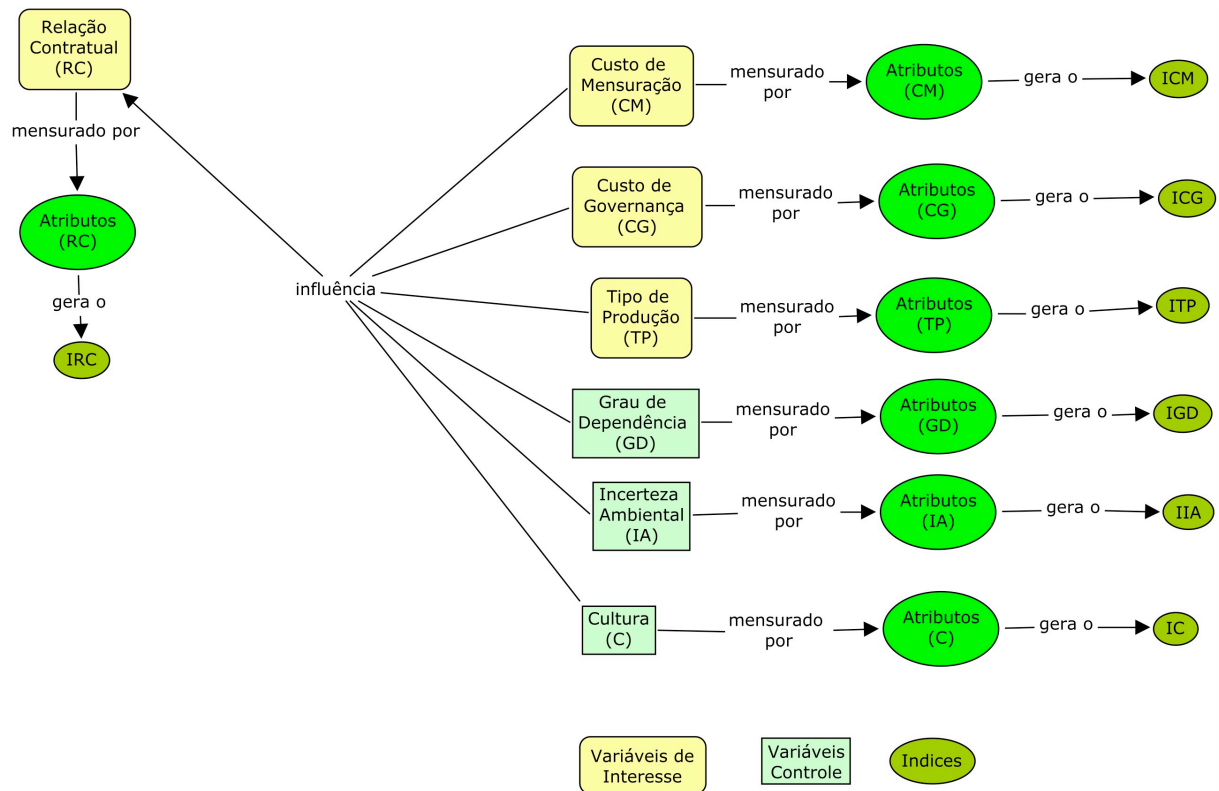 Relação
Contratual
(RC)
mensurado por
Atributos
(RC)
gera o
IRC
influência
Custo de
Mensuração
(CM)
mensurado
por
Atributos
(CM)
gera o
ICM
Custo de
Governança
(CG)
mensurado
por
Atributos
(CG)
gera o
ICG
Tipo de
Produção
(TP)
mensurado
por
Atributos
(TP)
gera o
ITP
Grau de
Dependência
(GD)
mensurado
por
Atributos
(GD)
gera o
IGD
Incerteza
Ambiental
(IA)
mensurado
por
Atributos
(IA)
gera o
IIA
Cultura
(C)
mensurado
por
Atributos
(C)
gera o
IC
Variáveis de
Interesse
Variáveis
Controle
Indices